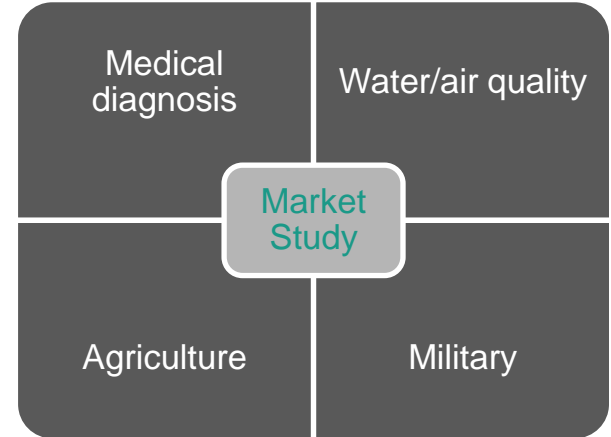 Medical
diagnosis
Water/air quality
Market
Study
Agriculture
Military